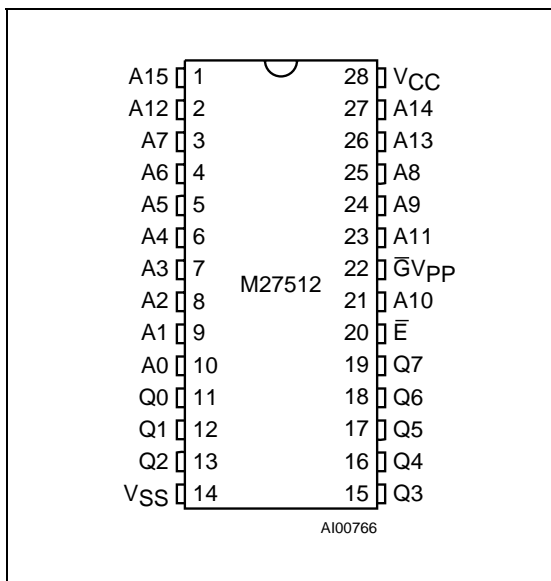 A15 1 28 VCC
A12 2 27 A14
A7 3 26 A13
A6 4 25 A8
A5 5 24 A9
A4 6 23 A11
A3 7 22 G̅VPP
M27512
A2 8 21 A10
A1 9 20 E̅
A0 10 19 Q7
Q0 11 18 Q6
Q1 12 17 Q5
Q2 13 16 Q4
VSS 14 15 Q3
AI00766